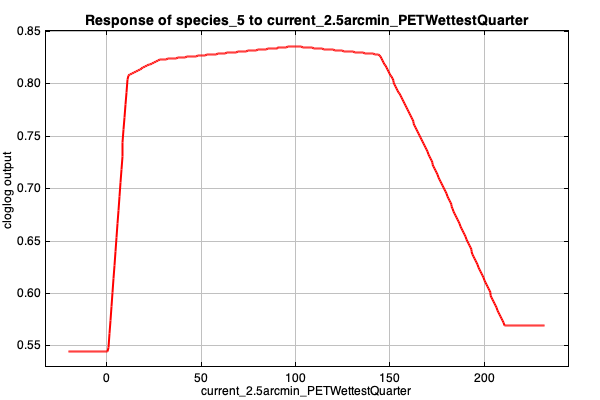 Response of species_5 to current_2.5arcmin_PETWettestQuarter
0.85
0.80
0.75
0.70
0.65
0.60
0.55
cloglog output
0 50 100 150 200
current_2.5arcmin_PETWettestQuarter